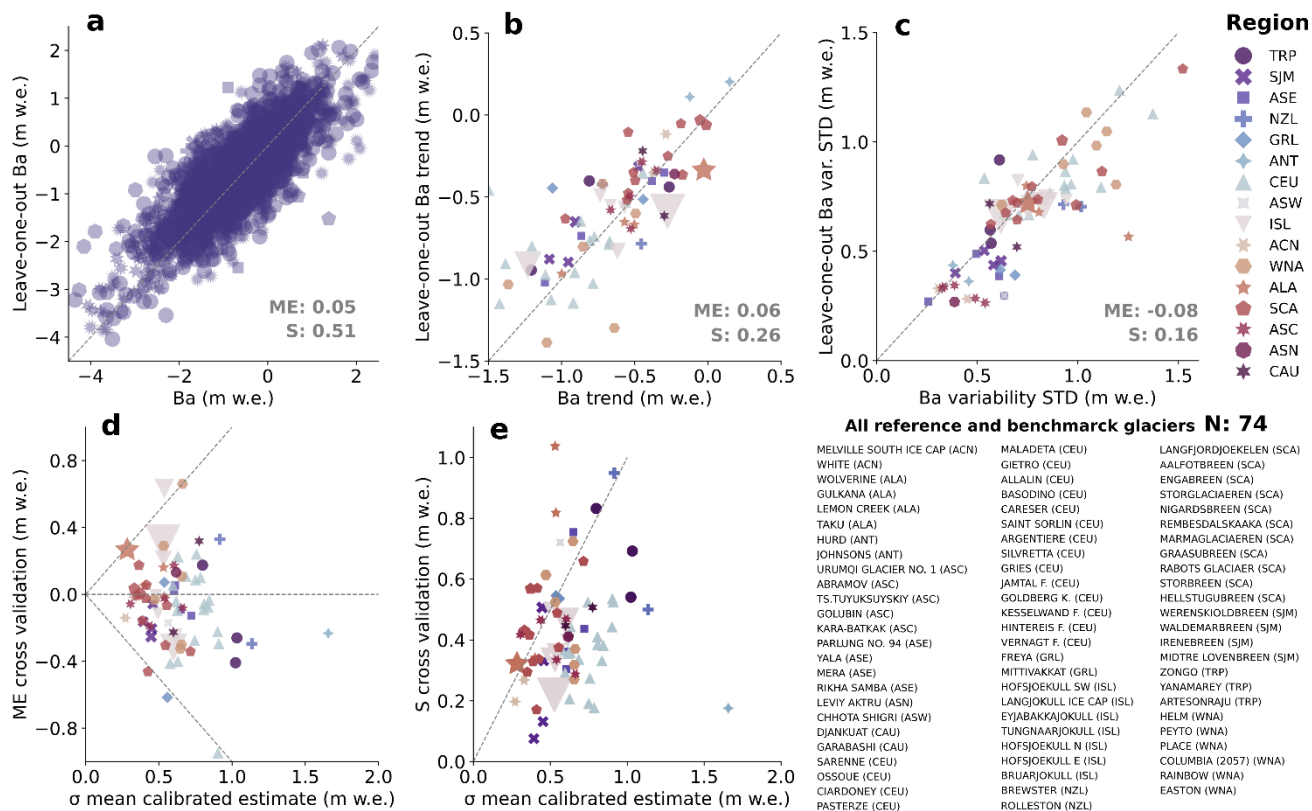 a
Leave-one-out Ba (m w.e.)
2
1
0
−1
−2
−3
−4
−4
−2
0
2
Ba (m w.e.)
ME: 0.05
S: 0.51
b
Leave-one-out Ba trend (m w.e.)
0.5
0.0
−0.5
−1.0
−1.5
−1.5
−1.0
−0.5
0.0
0.5
Ba trend (m w.e.)
ME: 0.06
S: 0.26
c
Leave-one-out Ba var. STD (m w.e.)
1.5
1.0
0.5
0.0
0.0
0.5
1.0
1.5
Ba variability STD (m w.e.)
ME: -0.08
S: 0.16
Region
TRP
SJM
ASE
NZL
GRL
ANT
CEU
ASW
ISL
ACN
WNA
ALA
SCA
ASC
ASN
CAU
d
ME cross validation (m w.e.)
0.8
0.4
0.0
−0.4
−0.8
0.0
0.5
1.0
1.5
2.0
σ mean calibrated estimate (m w.e.)
e
S cross validation (m w.e.)
1.0
0.8
0.6
0.4
0.2
0.0
0.0
0.5
1.0
1.5
2.0
σ mean calibrated estimate (m w.e.)
All reference and benchmarck glaciers N: 74
MELVILLE SOUTH ICE CAP (ACN)
WHITE (ACN)
WOLVERINE (ALA)
GULKANA (ALA)
LEMON CREEK (ALA)
TAKU (ALA)
HURD (ANT)
JOHNSONS (ANT)
URUMQI GLACIER NO. 1 (ASC)
ABRAMOV (ASC)
TS.TUYUKSUYSKIY (ASC)
GOLUBIN (ASC)
KARA-BATKAK (ASC)
PARLUNG NO. 94 (ASE)
YALA (ASE)
MERA (ASE)
RIKHA SAMBA (ASE)
LEVIY AKTRU (ASN)
CHHOTA SHIGRI (ASW)
DJANKUAT (CAU)
GARABASHI (CAU)
SARENNE (CEU)
OSSOUE (CEU)
CIARDONEY (CEU)
PASTERZE (CEU)
MALADETA (CEU)
GIETRO (CEU)
ALLALIN (CEU)
BASODINO (CEU)
CARESER (CEU)
SAINT SORLIN (CEU)
ARGENTIERE (CEU)
SILVRETTA (CEU)
GRIES (CEU)
JAMTAL F. (CEU)
GOLDBERG K. (CEU)
KESSELWAND F. (CEU)
HINTEREIS F. (CEU)
VERNAGT F. (CEU)
FREYA (GRL)
MITTIVAKKAT (GRL)
HOFSJOEKULL SW (ISL)
LANGJOKULL ICE CAP (ISL)
EYJABAKKAJOKULL (ISL)
TUNGNAARJOKULL (ISL)
HOFSJOEKULL N (ISL)
HOFSJOEKULL E (ISL)
BRUARJOKULL (ISL)
BREWSTER (NZL)
ROLLESTON (NZL)
LANGFJORDJOEKELEN (SCA)
AALFOTBREEN (SCA)
ENGABREEN (SCA)
STORGLACIAEREN (SCA)
NIGARDSBREEN (SCA)
REMBESDALSKAAKA (SCA)
MARMAGLACIAEREN (SCA)
GRAASUBREEN (SCA)
RABOTS GLACIAER (SCA)
STORBREEN (SCA)
HELLSTUGUBREEN (SCA)
WERENSKIOLDBREEN (SJM)
WALDEMARBREEN (SJM)
IRENEBREEN (SJM)
MIDTRE LOVENBREEN (SJM)
ZONGO (TRP)
YANAMAREY (TRP)
ARTESONRAJU (TRP)
HELM (WNA)
PEYTO (WNA)
PLACE (WNA)
COLUMBIA (2057) (WNA)
RAINBOW (WNA)
EASTON (WNA)